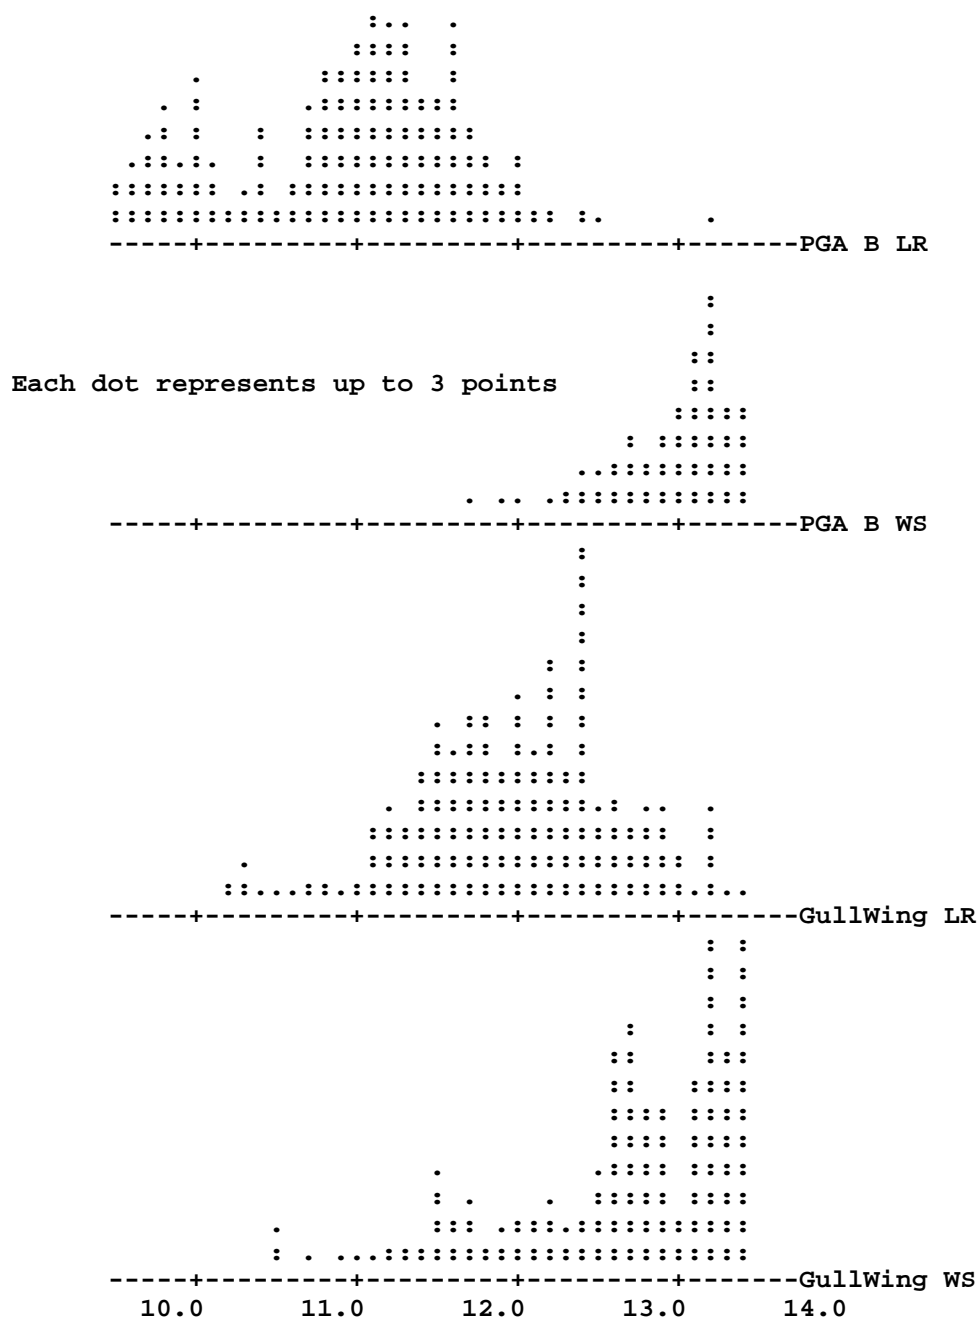 -----+---------+---------+---------+-------PGA B LR
Each dot represents up to 3 points
-----+---------+---------+---------+-------PGA B WS
-----+---------+---------+---------+-------GullWing LR
-----+---------+---------+---------+-------GullWing WS
10.0 11.0 12.0 13.0 14.0